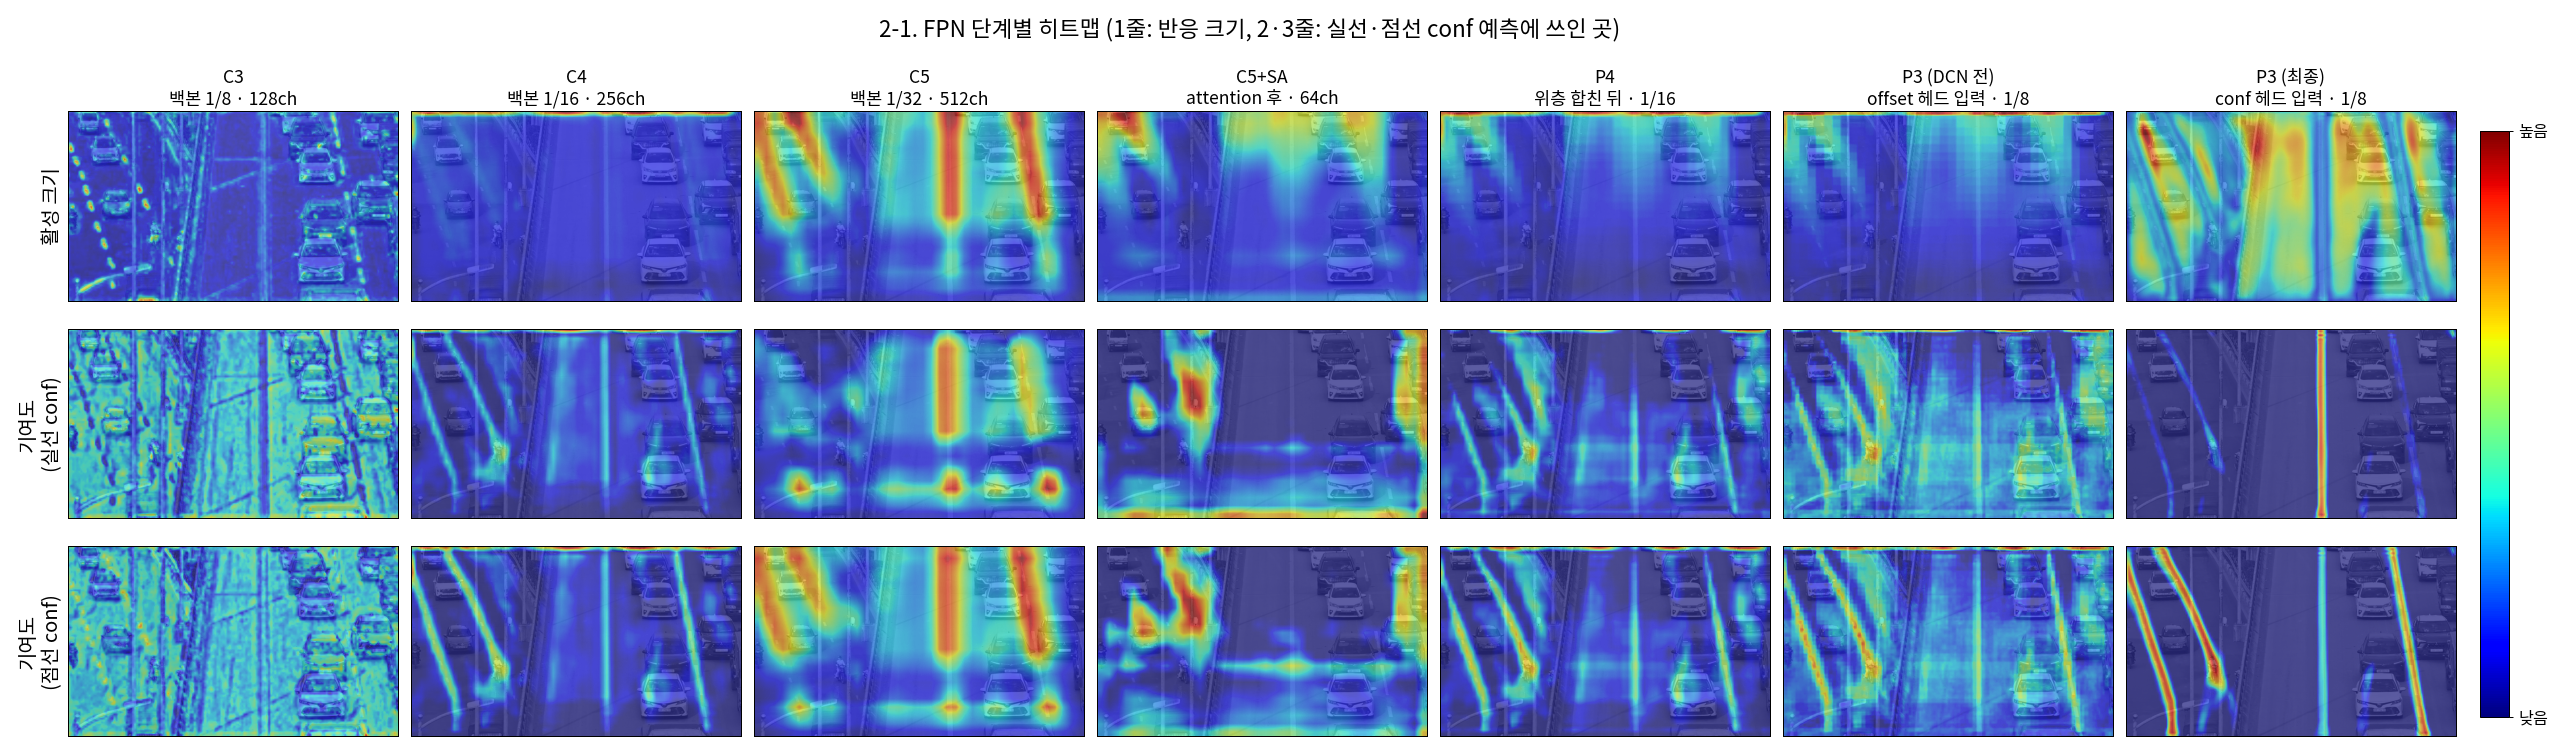 2-1. FPN 단계별 히트맵 (1줄: 반응 크기, 2·3줄: 실선·점선 conf 예측에 쓰인 곳)
C3
백본 1/8 · 128ch
C4
백본 1/16 · 256ch
C5
백본 1/32 · 512ch
C5+SA
attention 후 · 64ch
P4
위층 합친 뒤 · 1/16
P3 (DCN 전)
offset 헤드 입력 · 1/8
P3 (최종)
conf 헤드 입력 · 1/8
활성 크기
기여도
(실선 conf)
기여도
(점선 conf)
높음
낮음